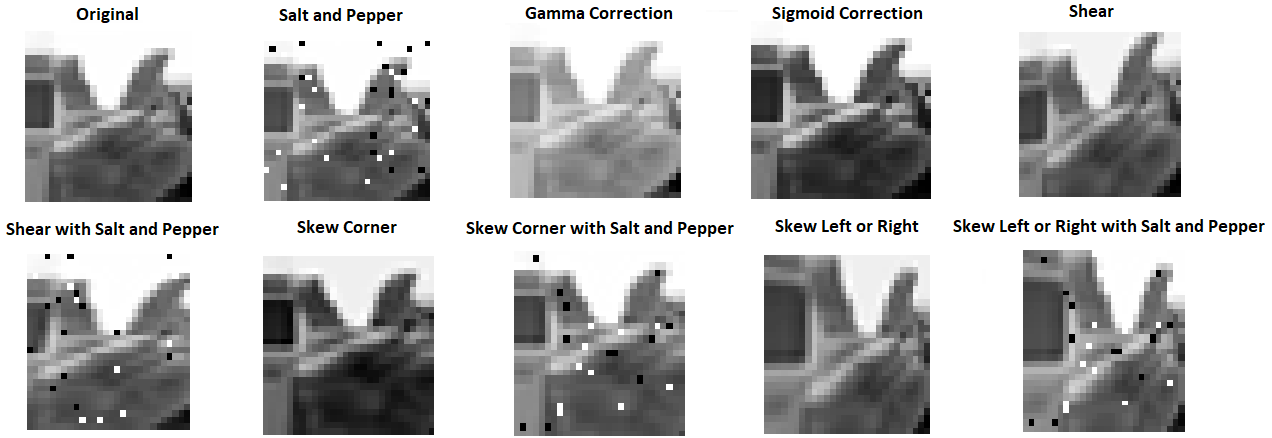 Original
Salt and Pepper
Gamma Correction
Sigmoid Correction
Shear
Shear with Salt and Pepper
Skew Corner
Skew Corner with Salt and Pepper
Skew Left or Right
Skew Left or Right with Salt and Pepper